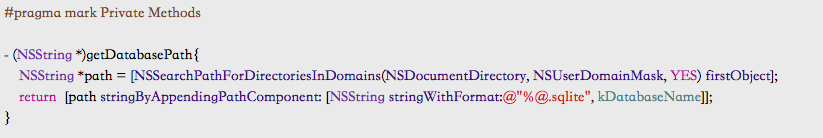 #pragma mark Private Methods
- (NSString *)getDatabasePath{
NSString *path = [NSSearchPathForDirectoriesInDomains(NSDocumentDirectory, NSUserDomainMask, YES) firstObject];
return [path stringByAppendingPathComponent: [NSString stringWithFormat:@"%@.sqlite", kDatabaseName]];
}